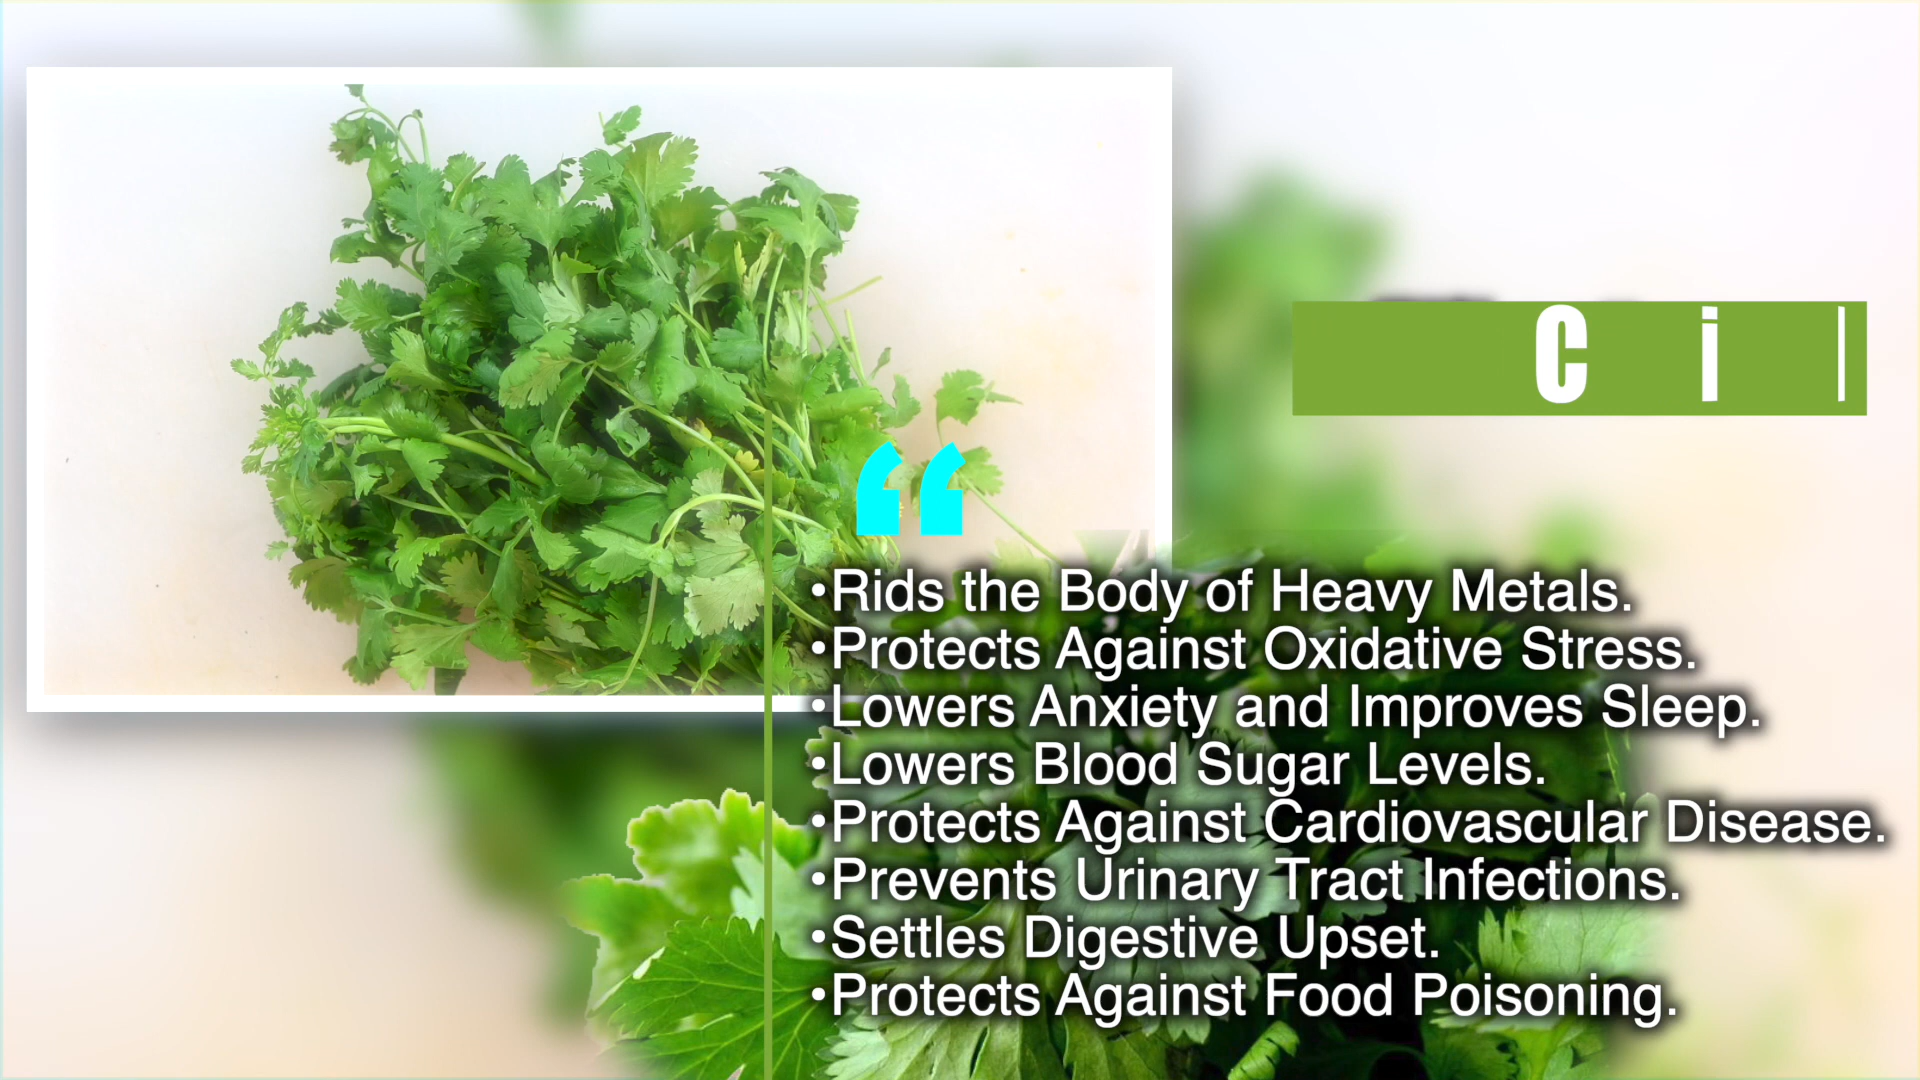 C i l
“
•Rids the Body of Heavy Metals.
•Protects Against Oxidative Stress.
•Lowers Anxiety and Improves Sleep.
•Lowers Blood Sugar Levels.
•Protects Against Cardiovascular Disease.
•Prevents Urinary Tract Infections.
•Settles Digestive Upset.
•Protects Against Food Poisoning.